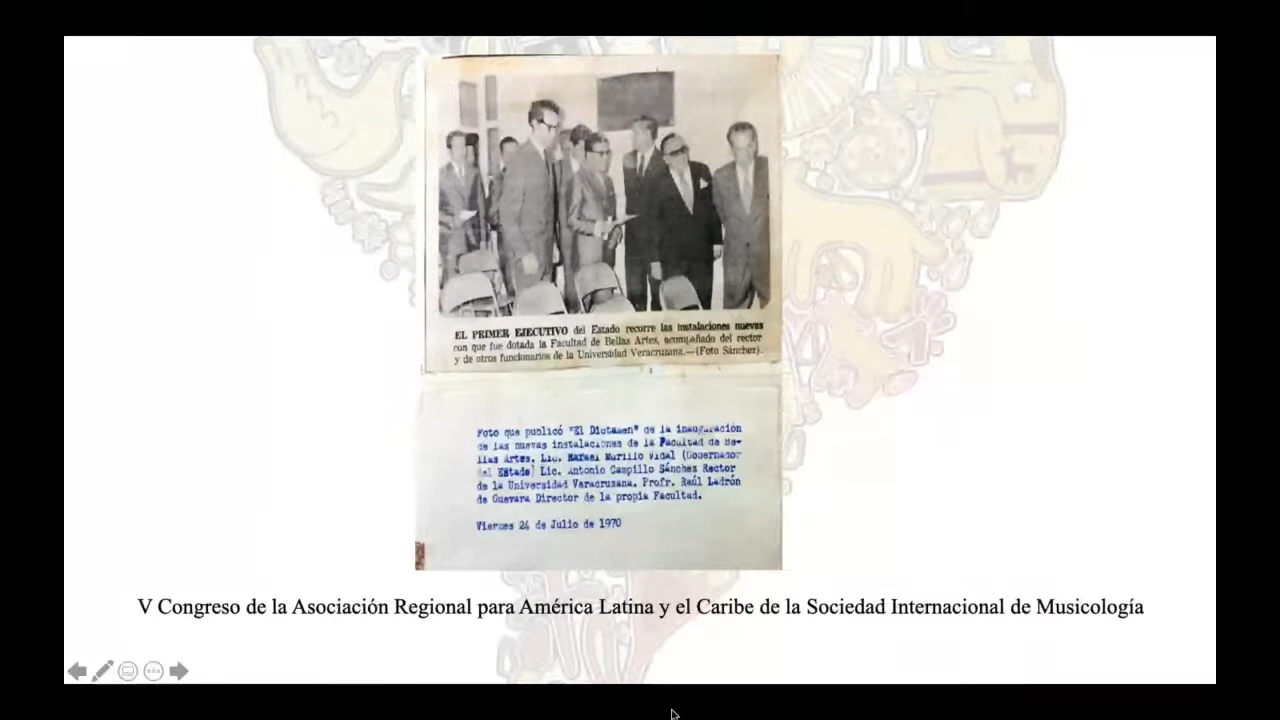 EL PRIMER EJECUTIVO del Estado recorre las instalaciones nuevas
con que fue dotada la Facultad de Bellas Artes, acompañado del rector
y de otros funcionarios de la Universidad Veracruzana.—(Foto Sánchez).
Foto que publicó "El Dictamen" de la inauguración
de las nuevas instalaciones de la Facultad de Be-
llas Artes. Lic. Rafael Murillo Vidal (Gobernador
del Estado) Lic. Antonio Campillo Sánchez Rector
de la Universidad Veracruzana. Profr. Raúl Ladrón
de Guevara Director de la propia Facultad.
Viernes 24 de Julio de 1970
V Congreso de la Asociación Regional para América Latina y el Caribe de la Sociedad Internacional de Musicología